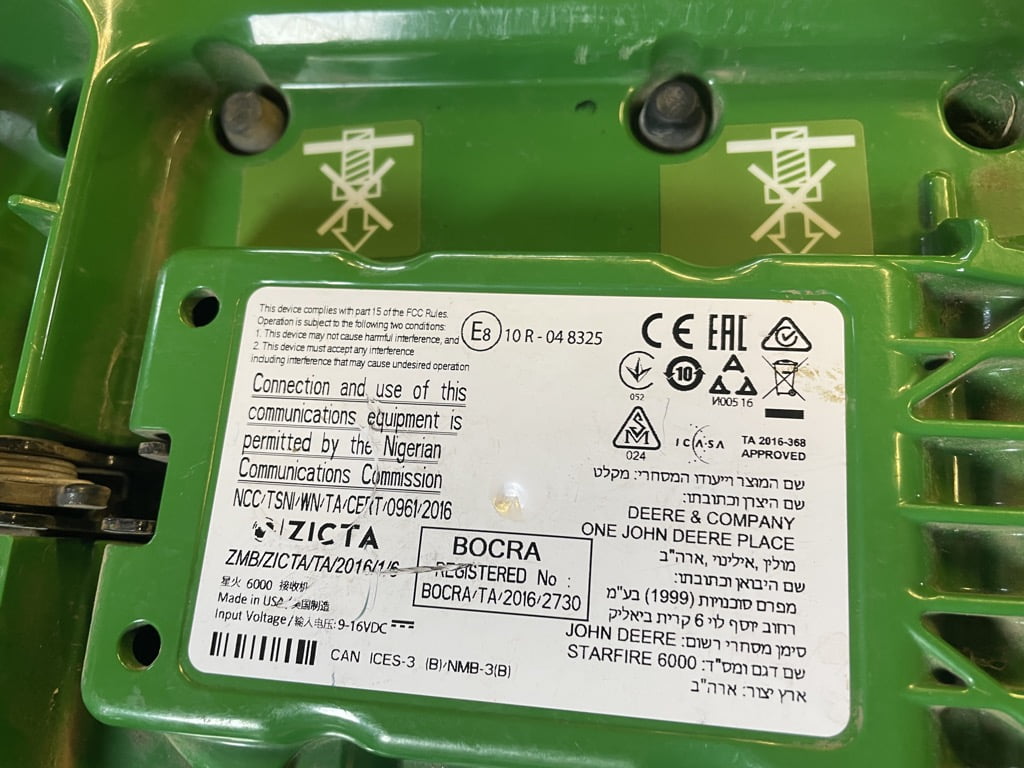 This device complies with part 15 of the FCC Rules.
Operation is subject to the following two conditions:
1. This device may not cause harmful interference, and
2. This device must accept any interference
including interference that may cause undesired operation
E8 10 R - 04 8325
CE EAC
052
10
И005 16
024
ICASA
TA 2016-368
APPROVED
Connection and use of this
communications equipment is
permitted by the Nigerian
Communications Commission
NCC/TSNI/WN/TA/CERT/0961/2016
ZICTA
ZMB/ZICTA/TA/2016/1/6
星火 6000 接收机
Made in USA/美国制造
Input Voltage/输入电压: 9-16VDC
BOCRA
REGISTERED No :
BOCRA/TA/2016/2730
CAN ICES-3 (B)/NMB-3(B)
שם המוצר וייעודו המסחרי: מקלט
שם היצרן וכתובתו:
DEERE & COMPANY
ONE JOHN DEERE PLACE
מולין, אילינוי, ארה"ב
שם היבואן וכתובתו:
מפרם סוכנויות (1999) בע"מ
רחוב יוסף לוי 6 קרית ביאליק
סימן מסחרי רשום: JOHN DEERE
שם דגם ומס"ד: STARFIRE 6000
ארץ יצור: ארה"ב